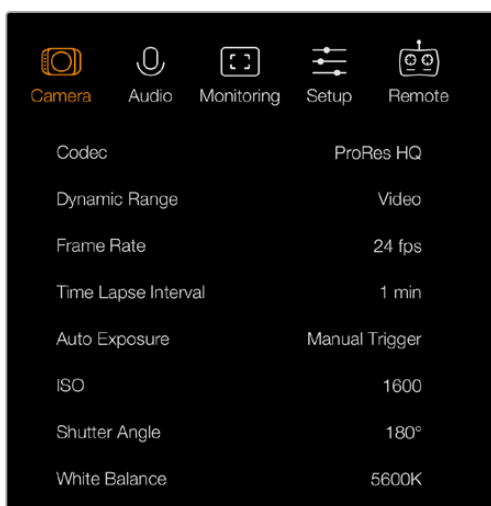 Camera Audio Monitoring Setup Remote
Codec ProRes HQ
Dynamic Range Video
Frame Rate 24 fps
Time Lapse Interval 1 min
Auto Exposure Manual Trigger
ISO 1600
Shutter Angle 180°
White Balance 5600K